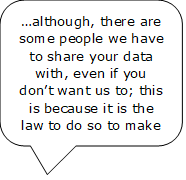 …although, there are
some people we have
to share your data
with, even if you
don't want us to; this
is because it is the
law to do so to make